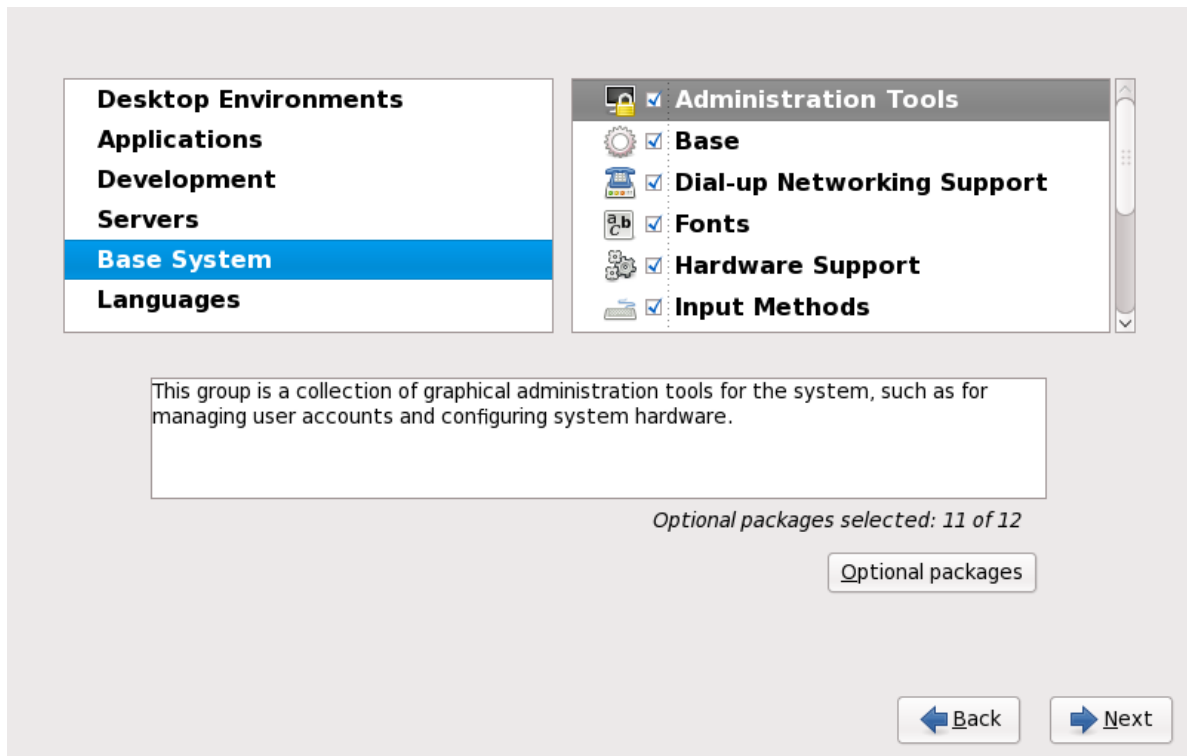 Desktop Environments
Applications
Development
Servers
Base System
Languages
Administration Tools
Base
Dial-up Networking Support
Fonts
Hardware Support
Input Methods
This group is a collection of graphical administration tools for the system, such as for
managing user accounts and configuring system hardware.
Optional packages selected: 11 of 12
Optional packages
Back
Next